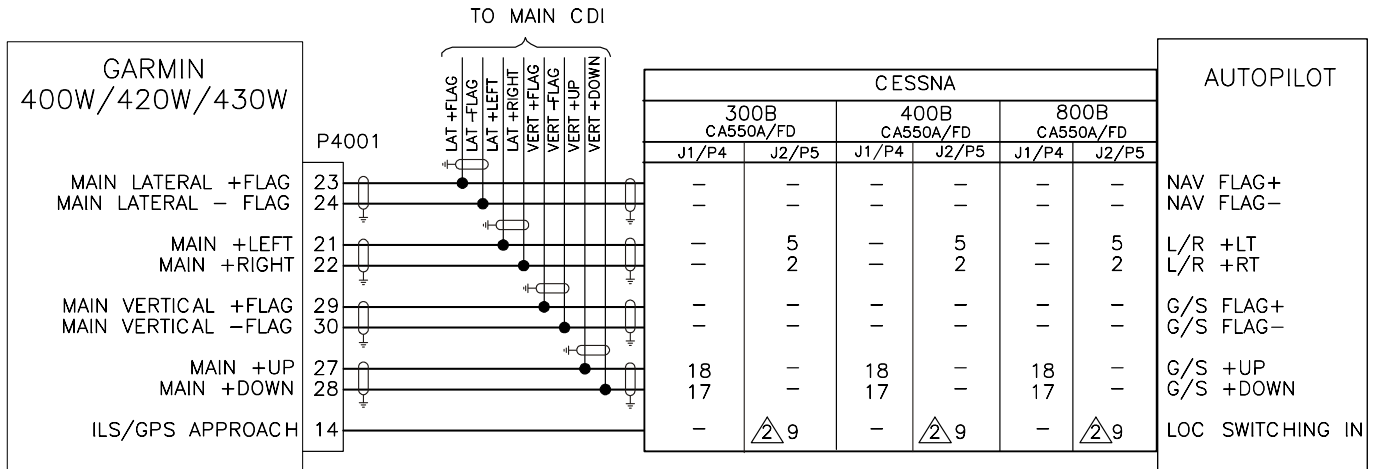 TO MAIN CDI
GARMIN
400W/420W/430W
P4001
LAT +FLAG
LAT -FLAG
LAT +LEFT
LAT +RIGHT
VERT +FLAG
VERT -FLAG
VERT +UP
VERT +DOWN
CESSNA
300B 400B 800B
CA550A/FD CA550A/FD CA550A/FD
J1/P4 J2/P5 J1/P4 J2/P5 J1/P4 J2/P5
AUTOPILOT
MAIN LATERAL +FLAG 23 – – – – – – NAV FLAG+
MAIN LATERAL – FLAG 24 – – – – – – NAV FLAG–
MAIN +LEFT 21 – 5 – 5 – 5 L/R +LT
MAIN +RIGHT 22 – 2 – 2 – 2 L/R +RT
MAIN VERTICAL +FLAG 29 – – – – – – G/S FLAG+
MAIN VERTICAL –FLAG 30 – – – – – – G/S FLAG–
MAIN +UP 27 18 – 18 – 18 – G/S +UP
MAIN +DOWN 28 17 – 17 – 17 – G/S +DOWN
ILS/GPS APPROACH 14 – 2 9 – 2 9 – 2 9 LOC SWITCHING IN